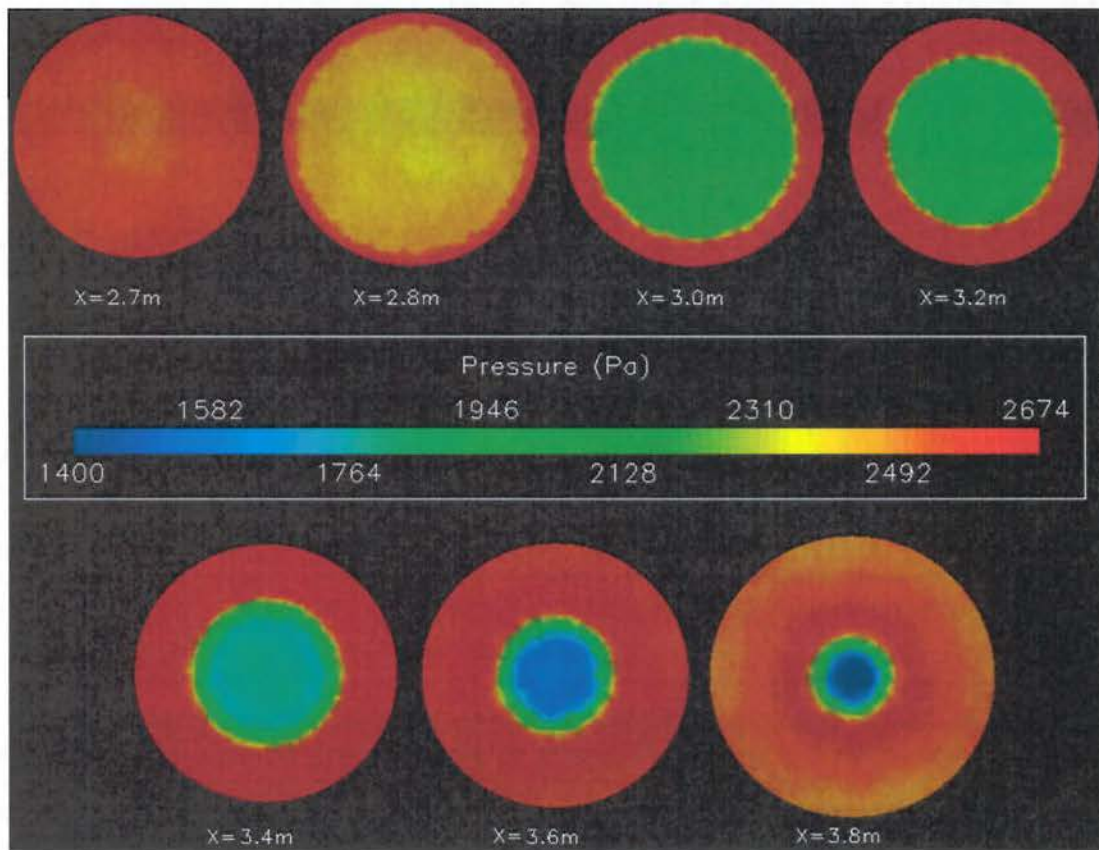 X=2.7m X=2.8m X=3.0m X=3.2m
Pressure (Pa)
1582 1946 2310 2674
1400 1764 2128 2492
X=3.4m X=3.6m X=3.8m